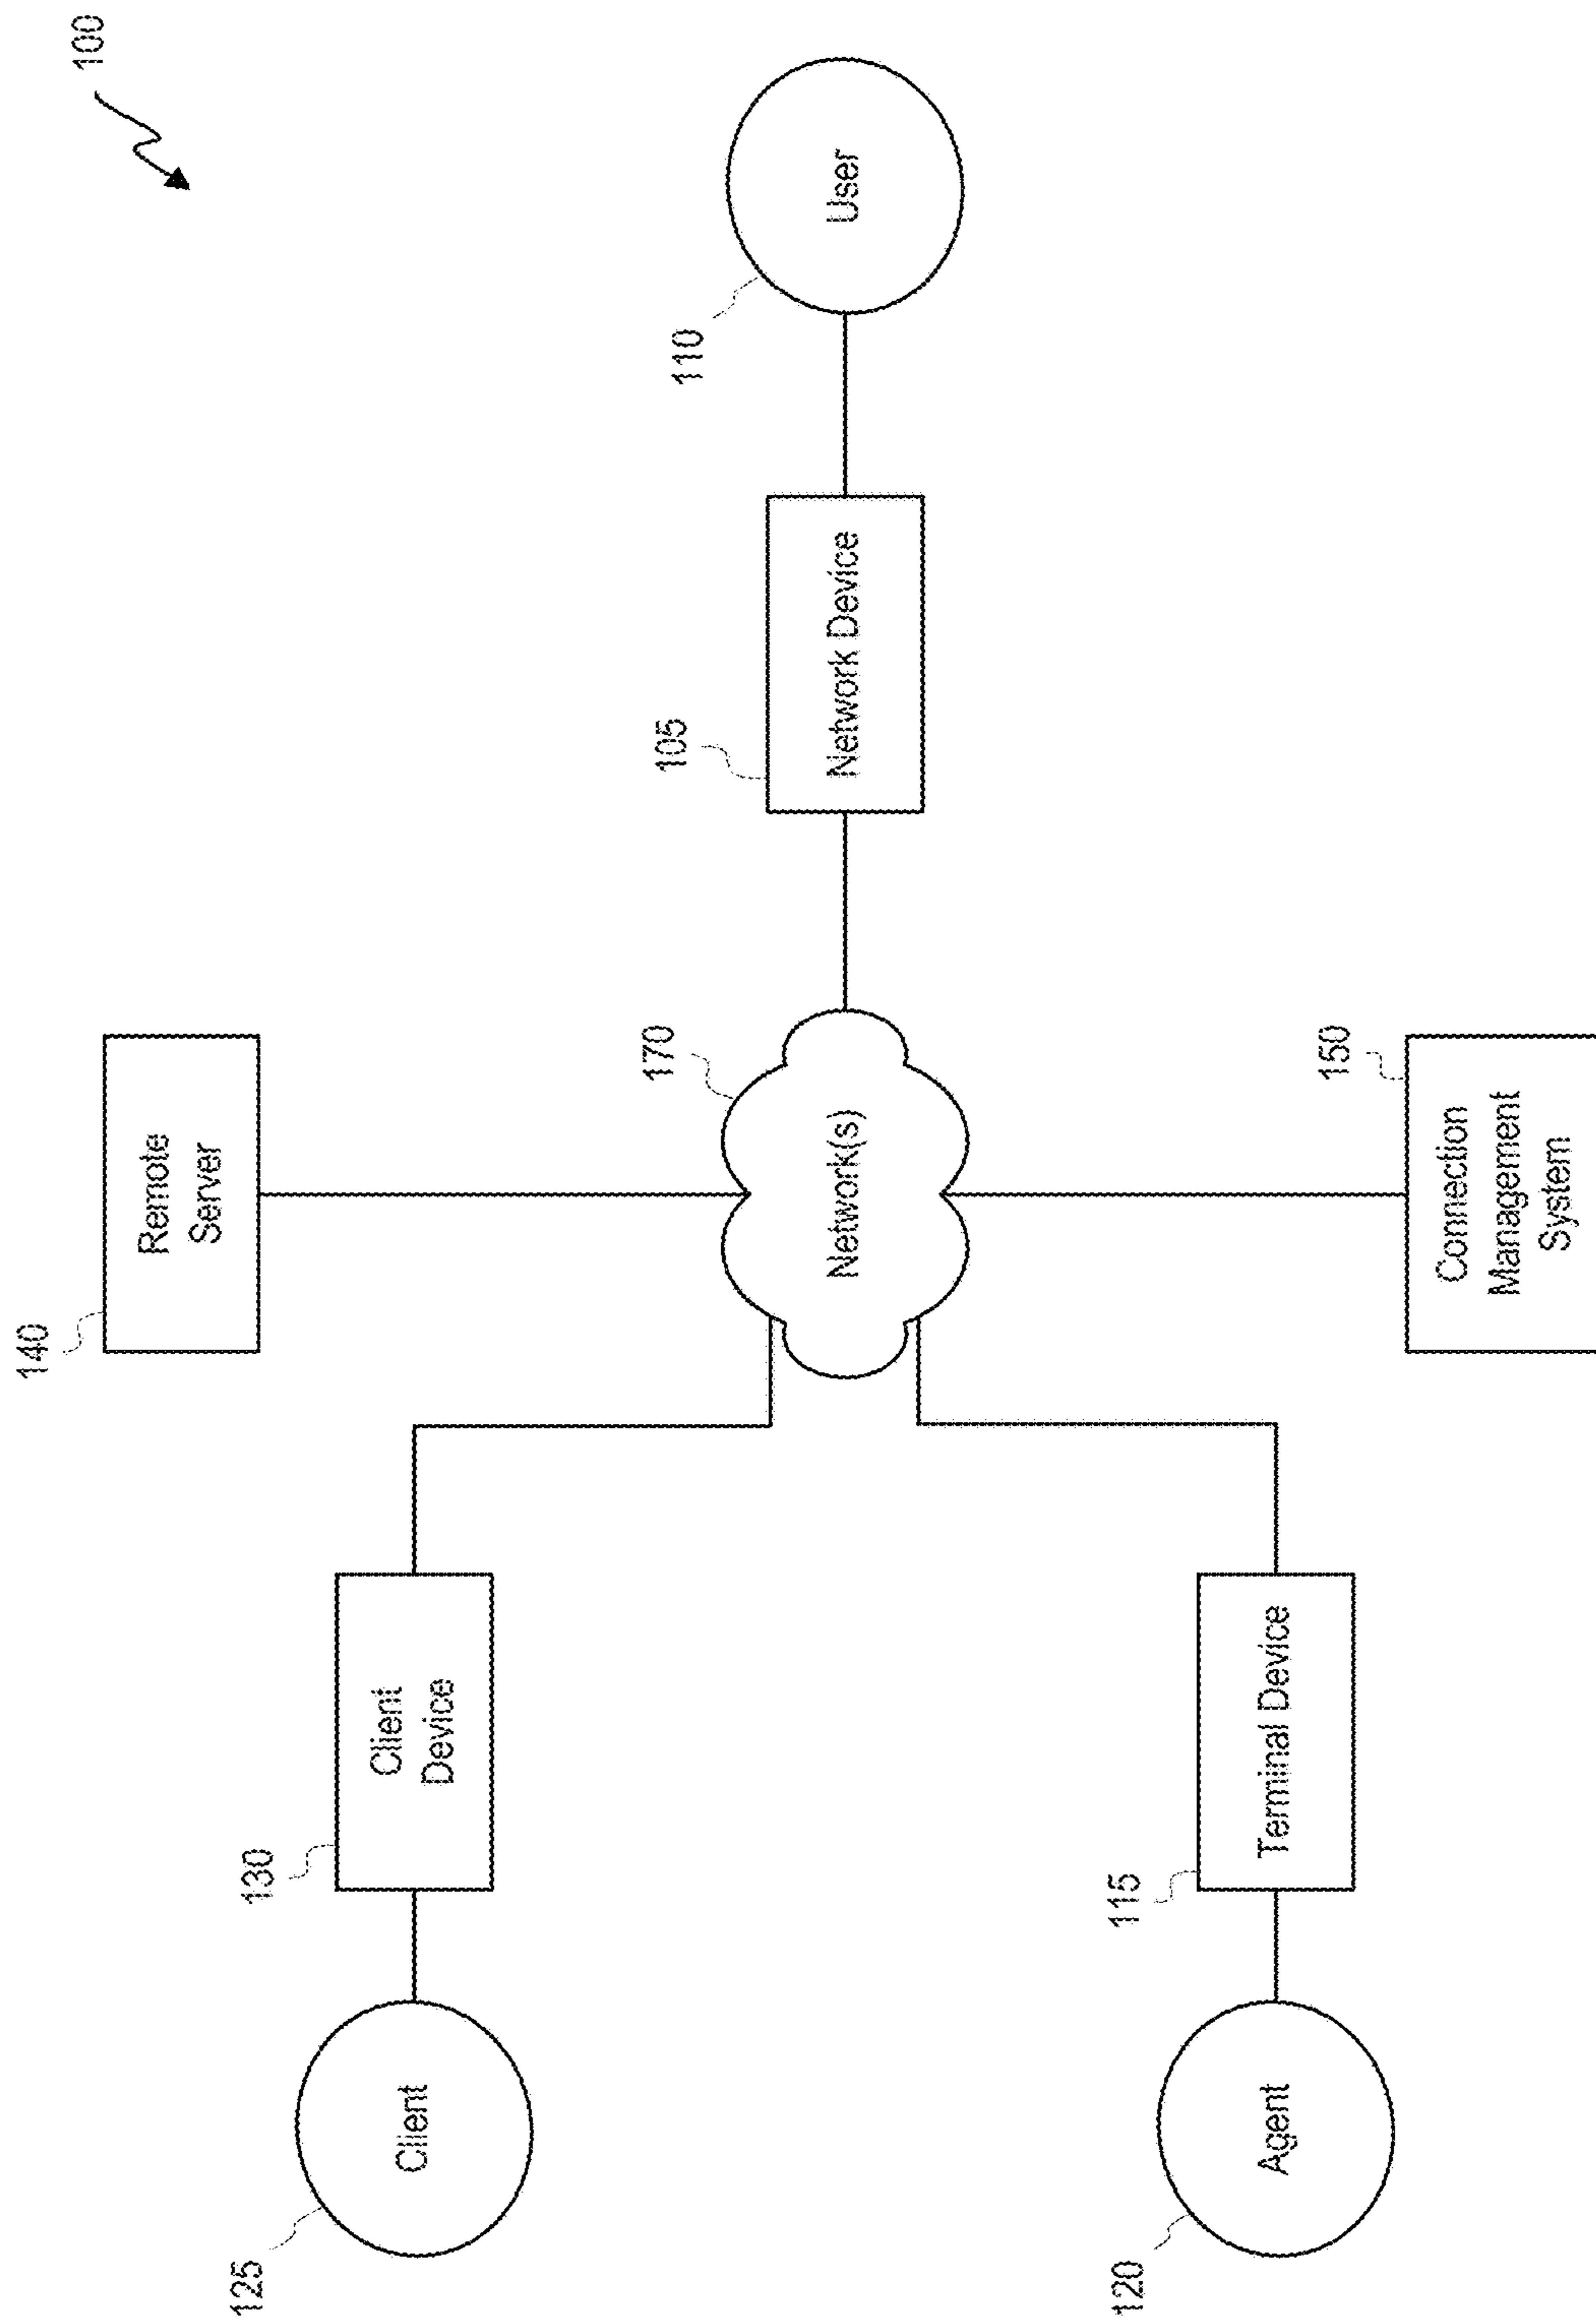 100
140
Remote
Server
125
Client
130
Client
Device
170
Network(s)
105
Network Device
110
User
120
Agent
115
Terminal Device
150
Connection
Management
System